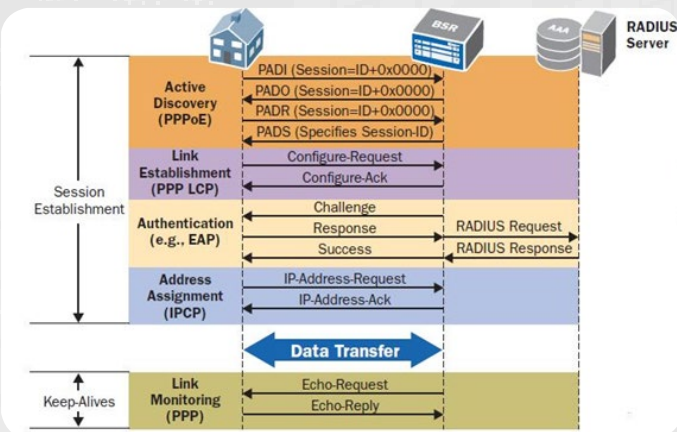 BSR
AAA
RADIUS
Server
Active
Discovery
(PPPoE)
PADI (Session=ID+0x0000)
PADO (Session=ID+0x0000)
PADR (Session=ID+0x0000)
PADS (Specifies Session-ID)
Link
Establishment
(PPP LCP)
Configure-Request
Configure-Ack
Session
Establishment
Authentication
(e.g., EAP)
Challenge
Response
RADIUS Request
Success
RADIUS Response
Address
Assignment
(IPCP)
IP-Address-Request
IP-Address-Ack
Data Transfer
Keep-Alives
Link
Monitoring
(PPP)
Echo-Request
Echo-Reply